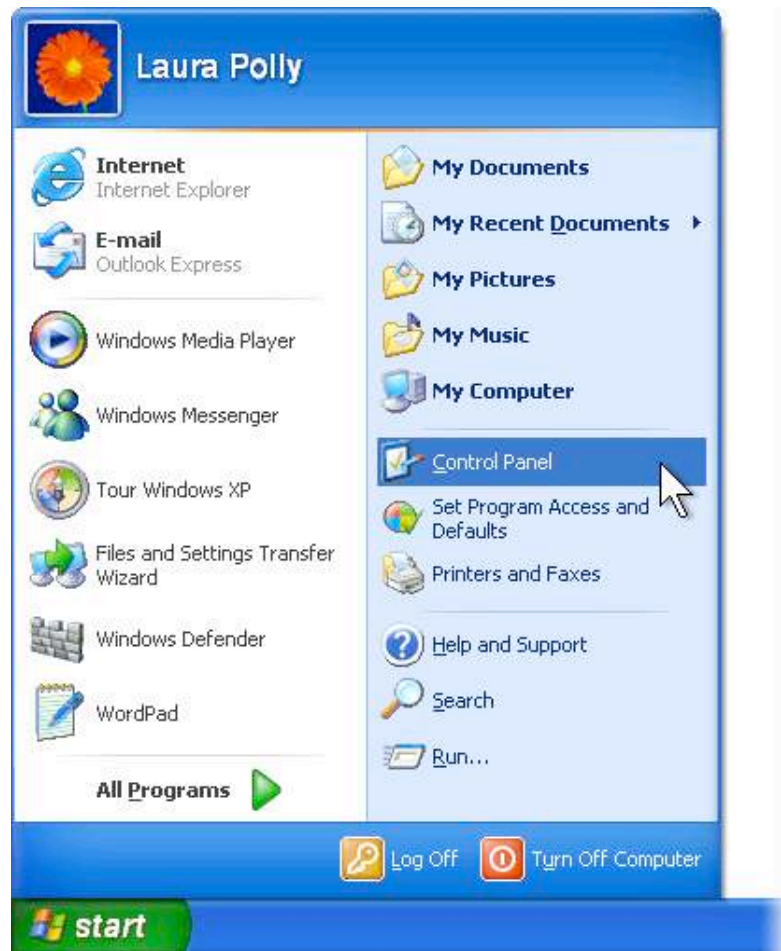 Laura Polly
Internet
Internet Explorer
E-mail
Outlook Express
Windows Media Player
Windows Messenger
Tour Windows XP
Files and Settings Transfer
Wizard
Windows Defender
WordPad
All Programs
My Documents
My Recent Documents
My Pictures
My Music
My Computer
Control Panel
Set Program Access and
Defaults
Printers and Faxes
Help and Support
Search
Run...
Log Off
Turn Off Computer
start